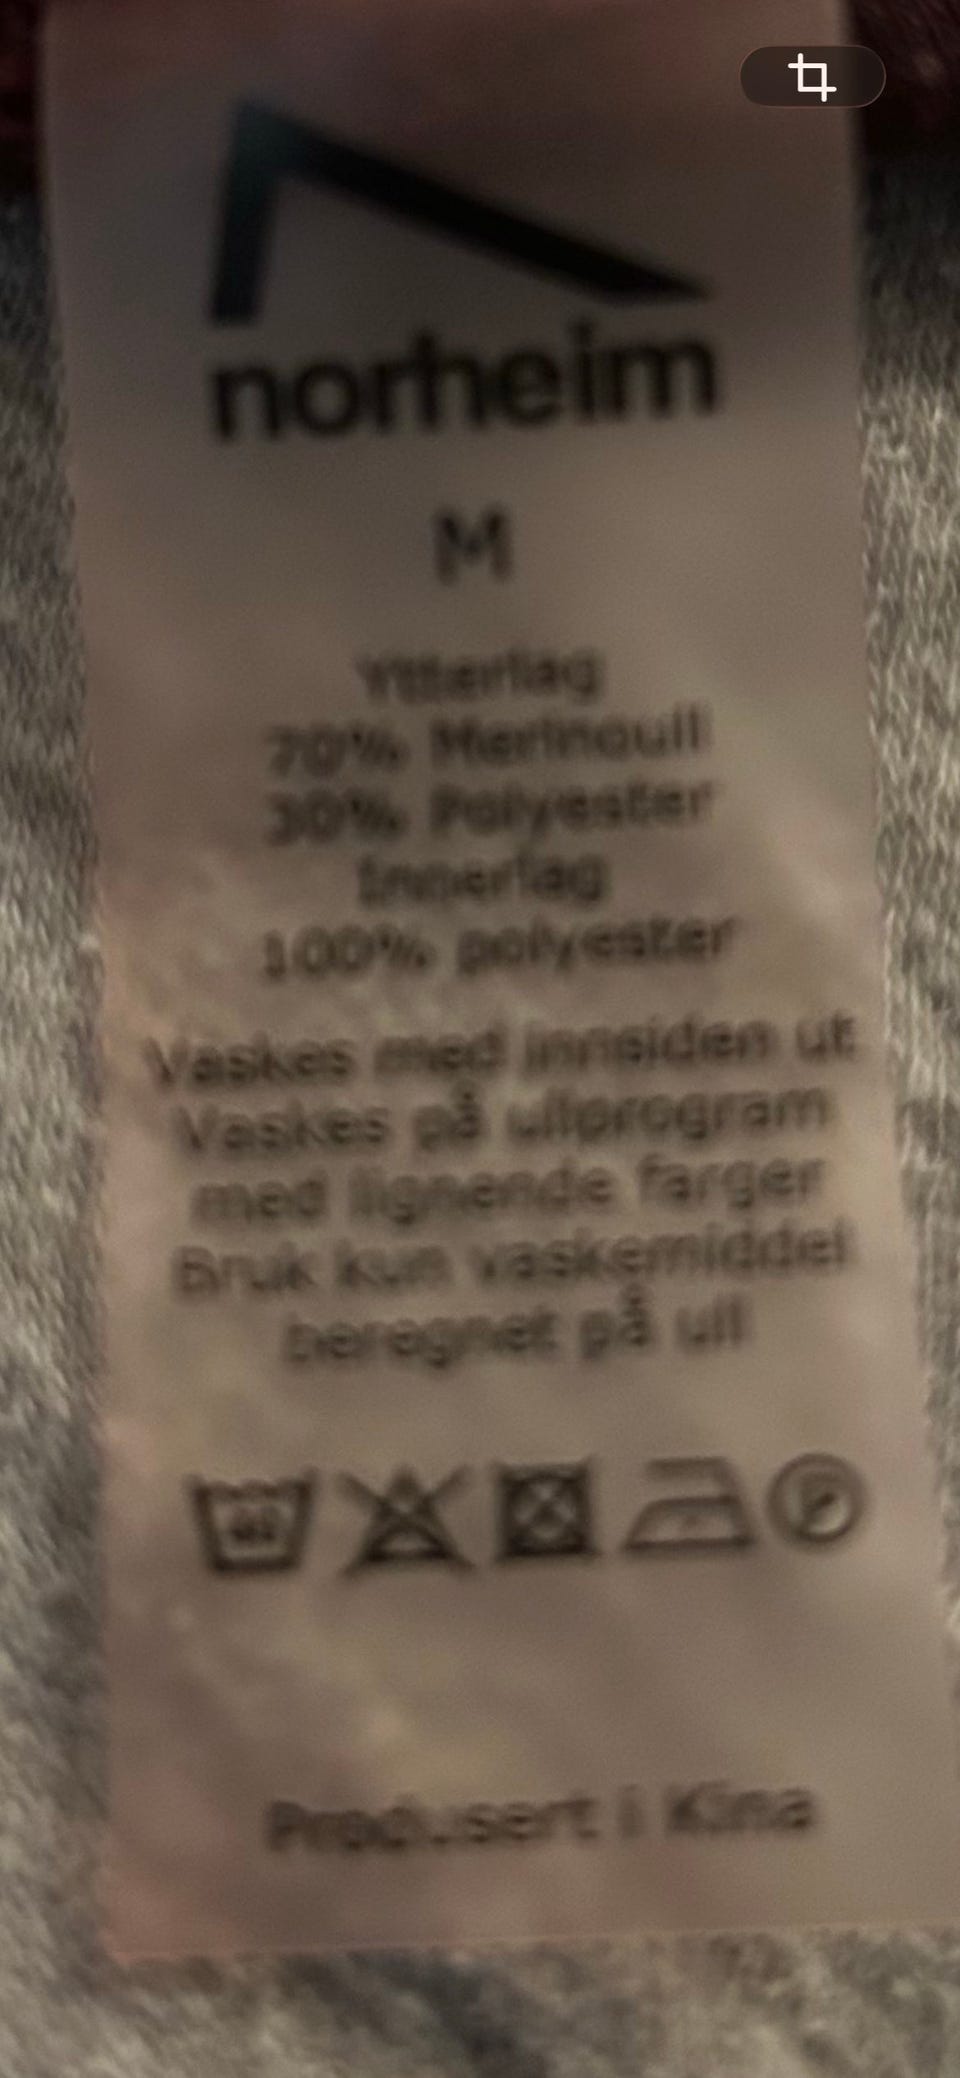 norheim
M
Ytterlag
70% Merinoull
30% Polyester
Innerlag
100% polyester
Vaskes med innsiden ut
Vaskes på ullprogram
med lignende farger
Bruk kun vaskemiddel
beregnet på ull
P
Produsert i Kina